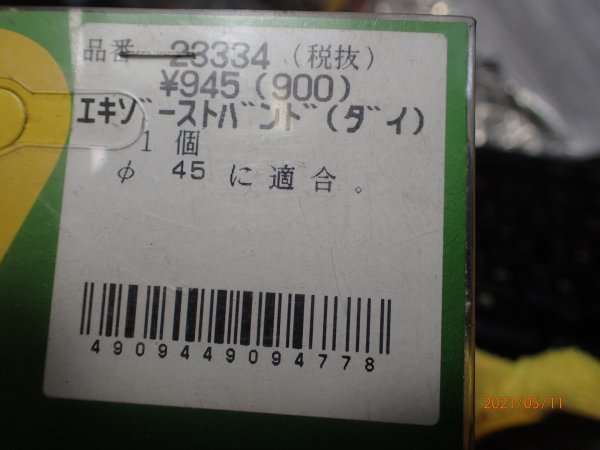 品番 23334 (税抜)
¥945(900)
エキゾーストバンド(ダイ)
1 個
φ 45 に 適 合 。
4909449094778
2021/05/11